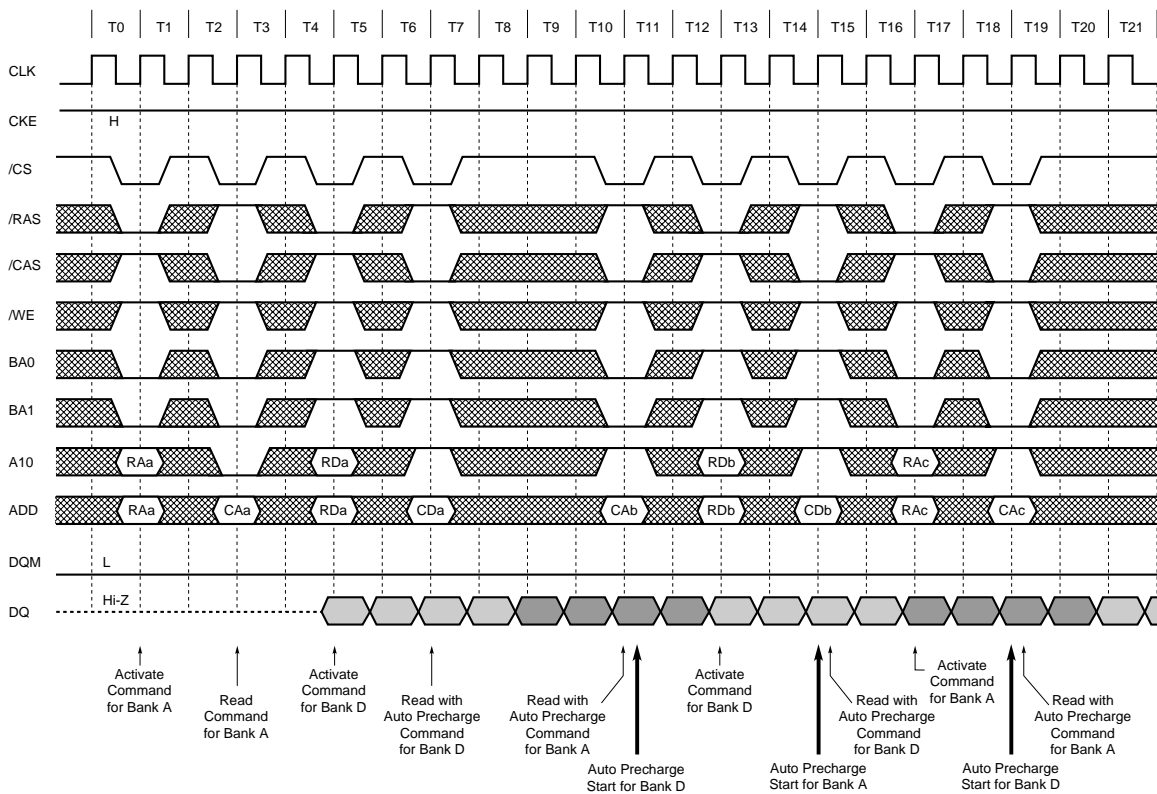 T0 T1 T2 T3 T4 T5 T6 T7 T8 T9 T10 T11 T12 T13 T14 T15 T16 T17 T18 T19 T20 T21
CLK
CKE H
/CS
/RAS
/CAS
/WE
BA0
BA1
A10 RAa RDa RDb RAc
ADD RAa CAa RDa CDa CAb RDb CDb RAc CAc
DQM L
DQ Hi-Z
Activate
Command
for Bank A
Read
Command
for Bank A
Activate
Command
for Bank D
Read with
Auto Precharge
Command
for Bank D
Read with
Auto Precharge
Command
for Bank A
Auto Precharge
Start for Bank D
Activate
Command
for Bank D
Auto Precharge
Start for Bank A
Read with
Auto Precharge
Command
for Bank D
Activate
Command
for Bank A
Auto Precharge
Start for Bank D
Read with
Auto Precharge
Command
for Bank A